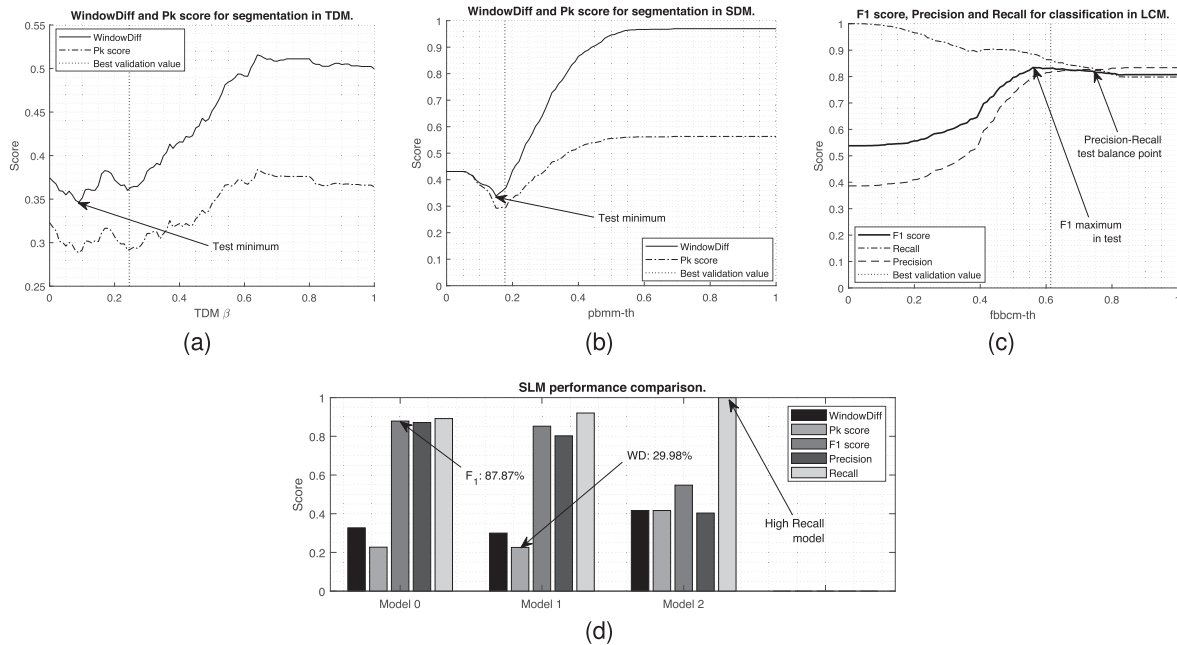 WindowDiff and Pk score for segmentation in TDM.
0.55
0.5
0.45
0.4
0.35
0.3
0.25
Score
WindowDiff
Pk score
Best validation value
Test minimum
0
0.2
0.4
0.6
0.8
1
TDM β
(a)
WindowDiff and Pk score for segmentation in SDM.
1
0.9
0.8
0.7
0.6
0.5
0.4
0.3
0.2
0.1
0
Score
Test minimum
WindowDiff
Pk score
Best validation value
0
0.2
0.4
0.6
0.8
1
pbmm-th
(b)
F1 score, Precision and Recall for classification in LCM.
1
0.9
0.8
0.7
0.6
0.5
0.4
0.3
0.2
0.1
0
Score
Precision-Recall
test balance point
F1 maximum
in test
F1 score
Recall
Precision
Best validation value
0
0.2
0.4
0.6
0.8
1
fbbcm-th
(c)
SLM performance comparison.
1
0.8
0.6
0.4
0.2
0
Score
F1: 87.87%
WD: 29.98%
High Recall
model
WindowDiff
Pk score
F1 score
Precision
Recall
Model 0
Model 1
Model 2
(d)